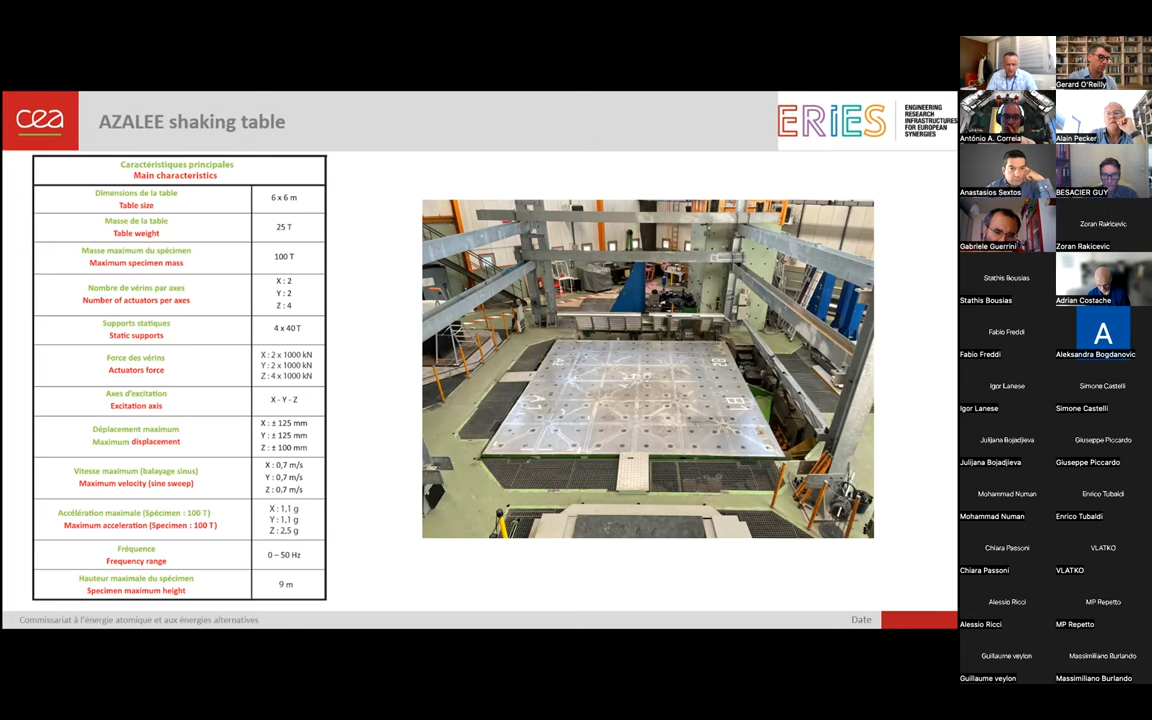 cea
AZALEE shaking table
ERiES
ENGINEERING
RESEARCH
INFRASTRUCTURES
FOR EUROPEAN
SYNERGIES
Caractéristiques principales
Main characteristics
Dimensions de la table
Table size
6 x 6 m
Masse de la table
Table weight
25 T
Masse maximum du spécimen
Maximum specimen mass
100 T
Nombre de vérins par axes
Number of actuators per axes
X : 2
Y : 2
Z : 4
Supports statiques
Static supports
4 x 40 T
Force des vérins
Actuators force
X : 2 x 1000 kN
Y : 2 x 1000 kN
Z : 4 x 1000 kN
Axes d'excitation
Excitation axis
X - Y - Z
Déplacement maximum
Maximum displacement
X : ± 125 mm
Y : ± 125 mm
Z : ± 100 mm
Vitesse maximum (balayage sinus)
Maximum velocity (sine sweep)
X : 0,7 m/s
Y : 0,7 m/s
Z : 0,7 m/s
Accélération maximale (Spécimen : 100 T)
Maximum acceleration (Specimen : 100 T)
X : 1,1 g
Y : 1,1 g
Z : 2,5 g
Fréquence
Frequency range
0 – 50 Hz
Hauteur maximale du spécimen
Specimen maximum height
9 m
Commissariat à l'énergie atomique et aux énergies alternatives
Date
Gerard O'Reilly
António A. Correia
Alain Pecker
Anastasios Sextos
BESACIER GUY
Gabriele Guerrini
Zoran Rakicevic
Zoran Rakicevic
Stathis Bousias
Stathis Bousias
Adrian Costache
Fabio Freddi
Fabio Freddi
A
Aleksandra Bogdanovic
Igor Lanese
Igor Lanese
Simone Castelli
Simone Castelli
Julijana Bojadjieva
Julijana Bojadjieva
Giuseppe Piccardo
Giuseppe Piccardo
Mohammad Numan
Mohammad Numan
Enrico Tubaldi
Enrico Tubaldi
Chiara Passoni
Chiara Passoni
VLATKO
VLATKO
Alessio Ricci
Alessio Ricci
MP Repetto
MP Repetto
Guillaume veylon
Guillaume veylon
Massimiliano Burlando
Massimiliano Burlando